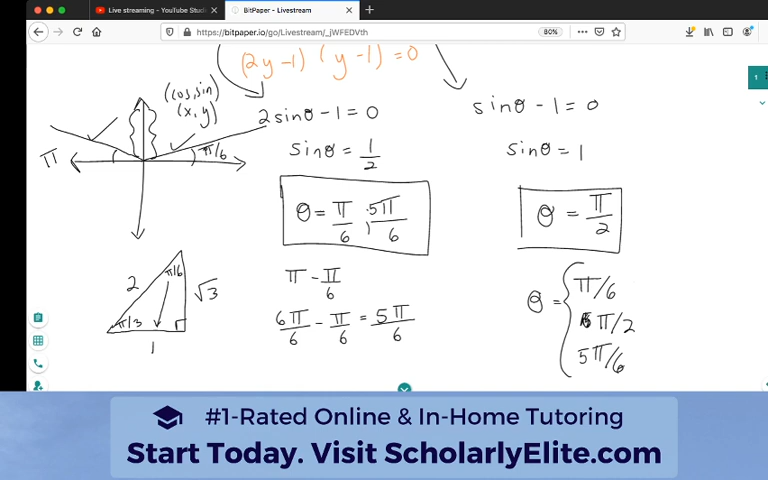 Live streaming - YouTube Stud
BitPaper - Livestream
https://bitpaper.io/go/Livestream/_jWFEDVth
80%
(2y-1) (y-1)=0
(cos, sin)
(x, y)
π
π/6
2sinθ-1=0
sinθ = 1/2
θ = π/6, 5π/6
π - π/6
6π/6 - π/6 = 5π/6
sinθ-1=0
sinθ=1
θ = π/2
2
π/6
√3
π/3
1
θ = {
π/6
π/2
5π/6
#1-Rated Online & In-Home Tutoring
Start Today. Visit ScholarlyElite.com